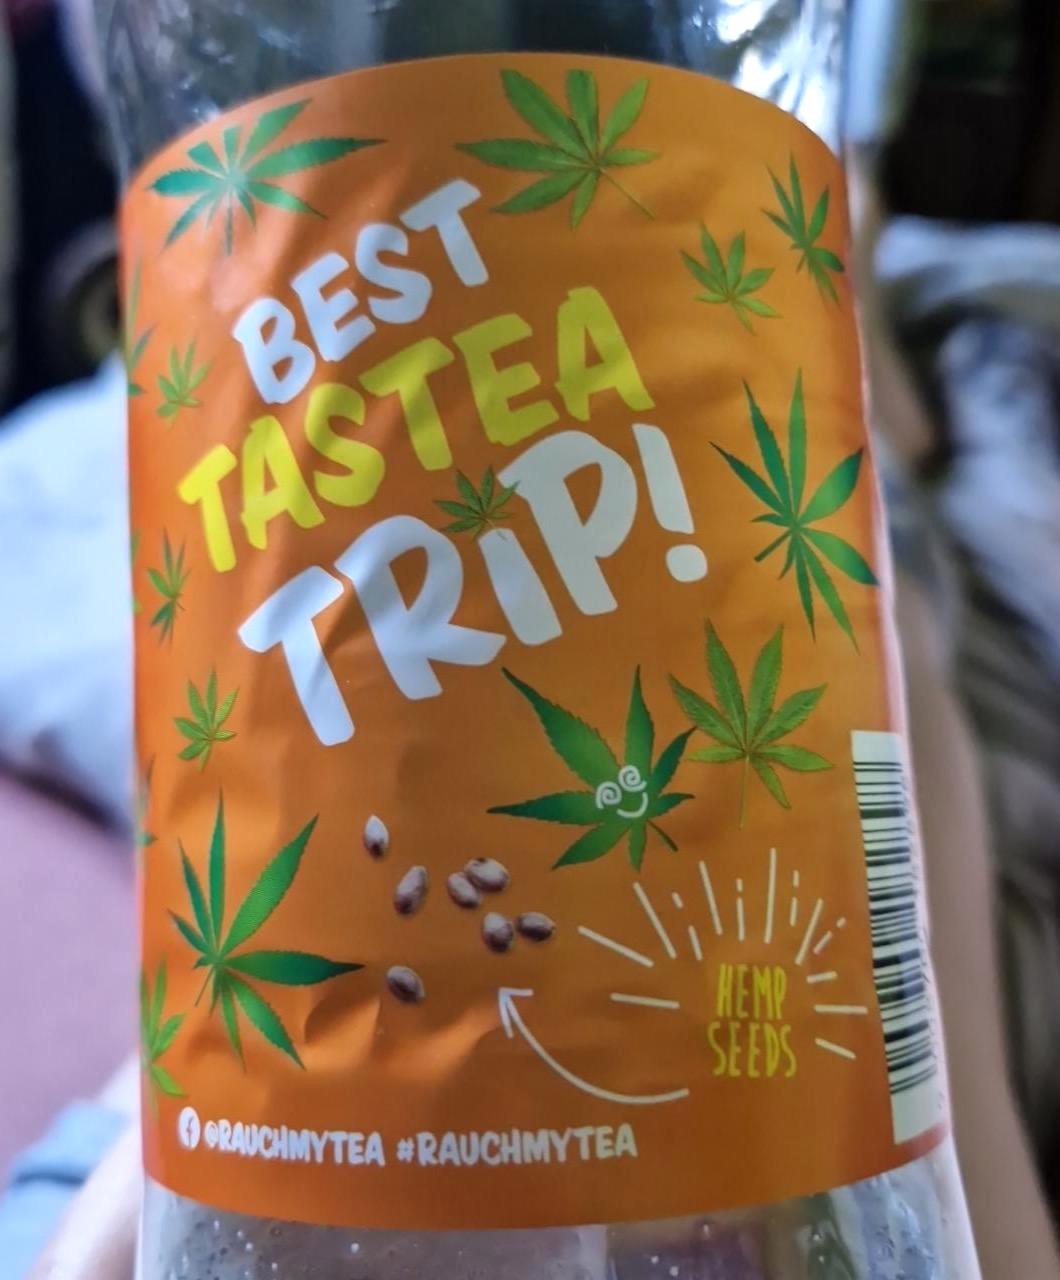 BEST
TASTEA
TRIP!
HEMP
SEEDS
@RAUCHMYTEA #RAUCHMYTEA